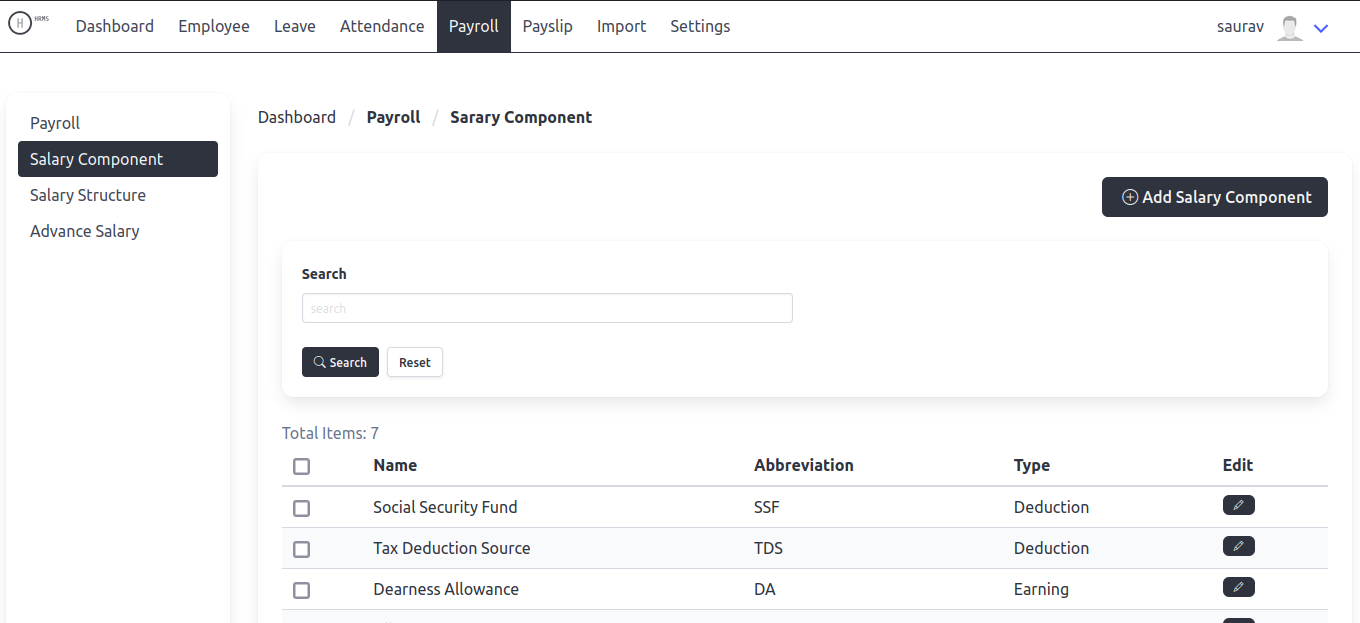 H HRMS Dashboard Employee Leave Attendance Payroll Payslip Import Settings saurav
Payroll
Salary Component
Salary Structure
Advance Salary
Dashboard / Payroll / Sarary Component
Add Salary Component
Search
search
Search Reset
Total Items: 7
Name Abbreviation Type Edit
Social Security Fund SSF Deduction
Tax Deduction Source TDS Deduction
Dearness Allowance DA Earning